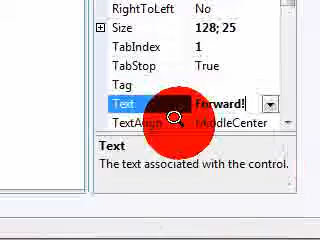 RightToLeft No
Size 128; 25
TabIndex 1
TabStop True
Tag
Text Forward!
TextAlign MiddleCenter
Text
The text associated with the control.